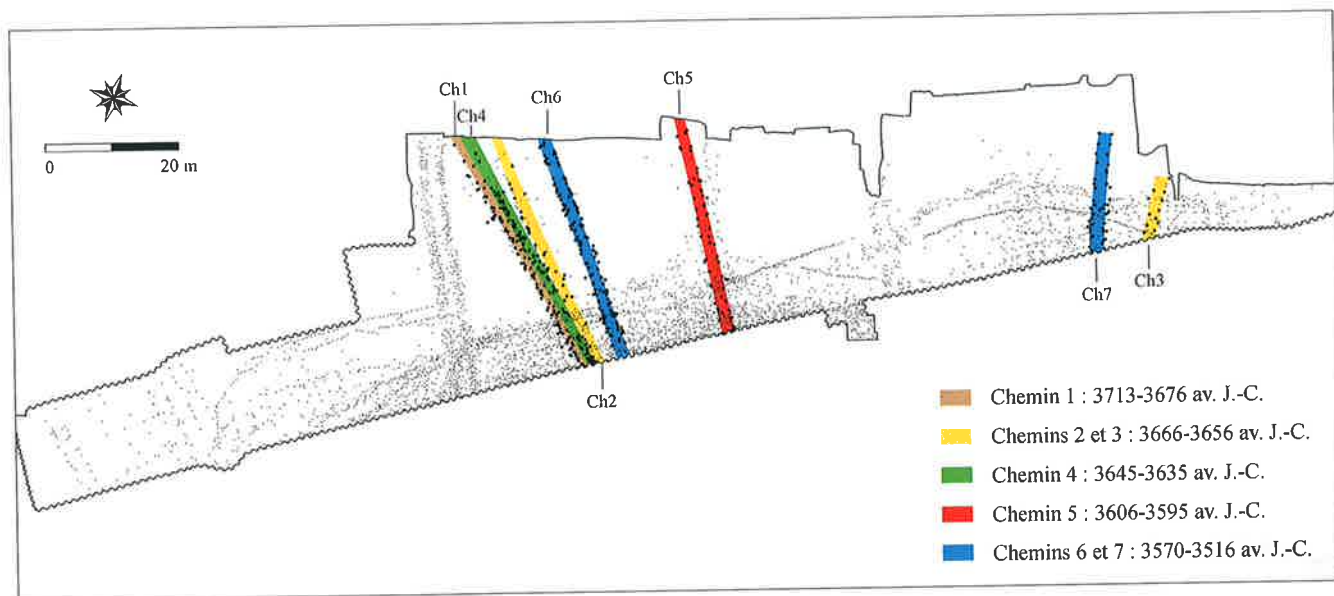 Ch1
Ch4
Ch6
Ch5
0
20 m
Ch2
Ch7
Ch3
Chemin 1 : 3713-3676 av. J.-C.
Chemins 2 et 3 : 3666-3656 av. J.-C.
Chemin 4 : 3645-3635 av. J.-C.
Chemin 5 : 3606-3595 av. J.-C.
Chemins 6 et 7 : 3570-3516 av. J.-C.